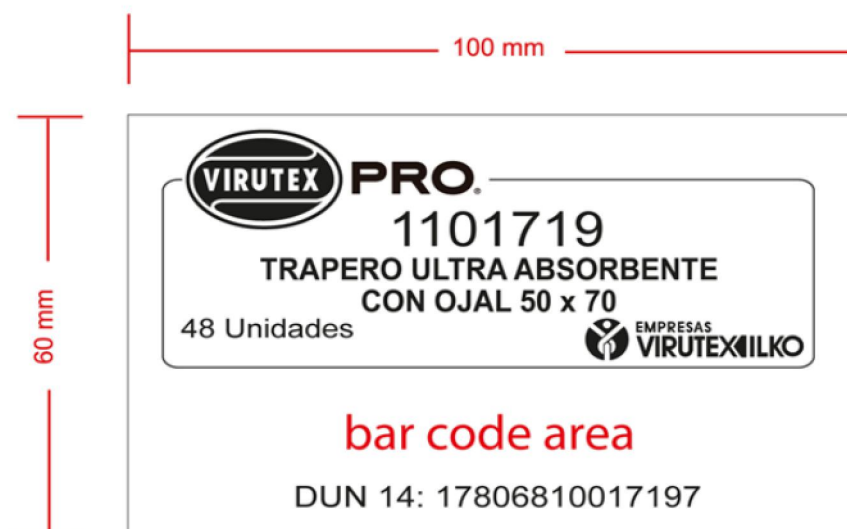 100 mm
60 mm
VIRUTEX PRO.
1101719
TRAPERO ULTRA ABSORBENTE
CON OJAL 50 x 70
48 Unidades
EMPRESAS
VIRUTEX ILKO
bar code area
DUN 14: 17806810017197